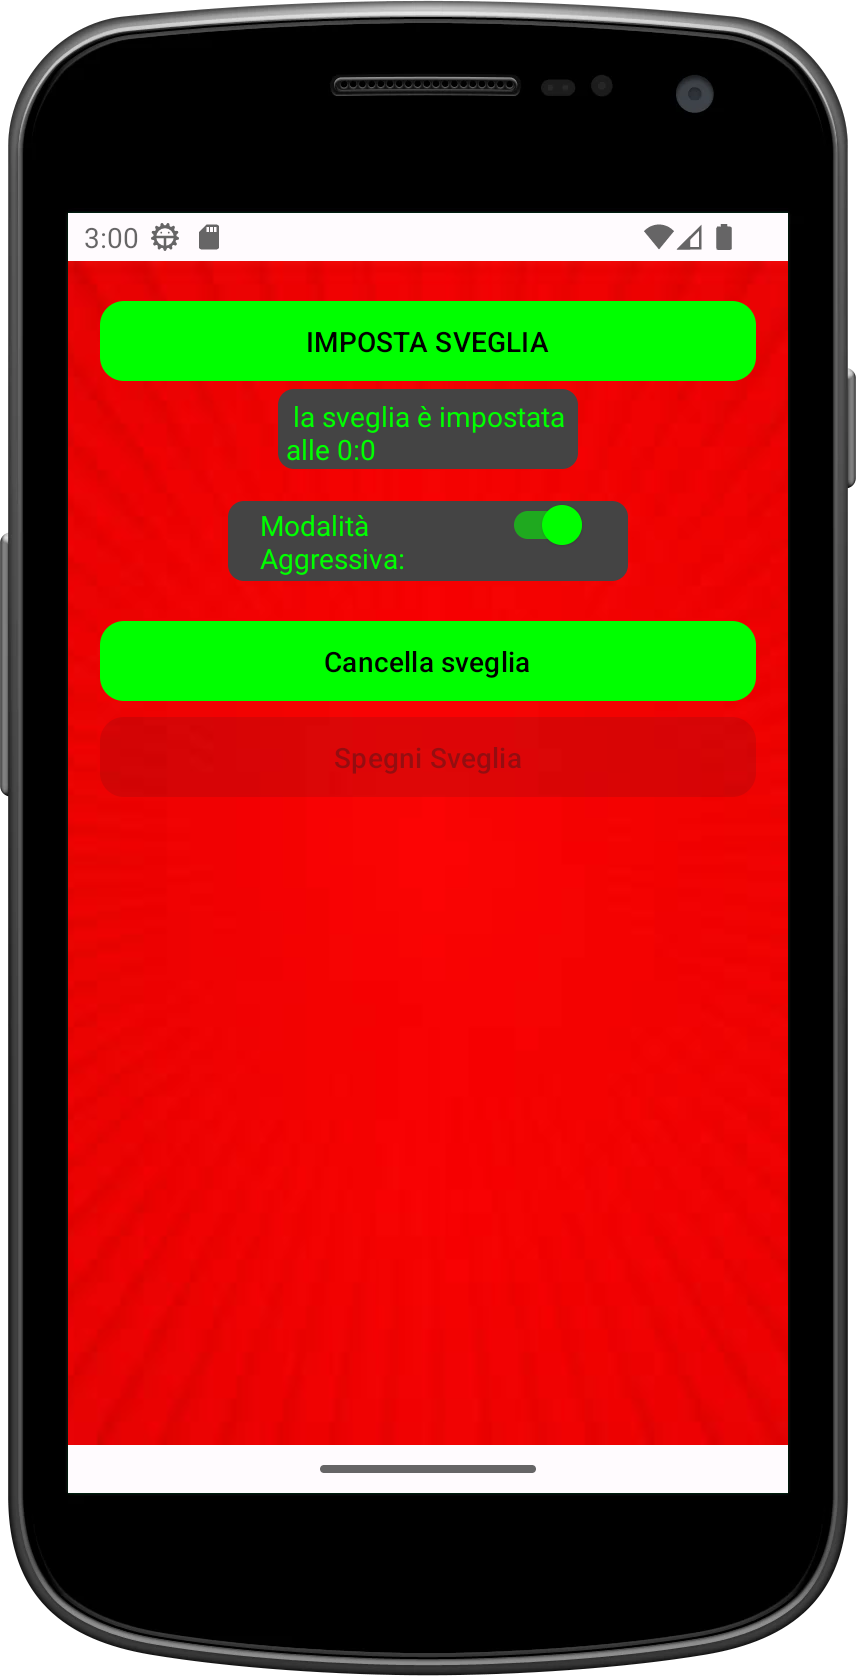 3:00
IMPOSTA SVEGLIA
la sveglia è impostata
alle 0:0
Modalità
Aggressiva:
Cancella sveglia
Spegni Sveglia